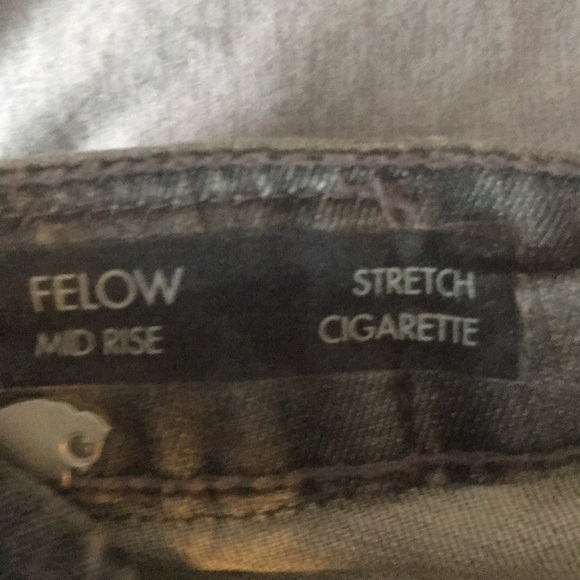 FELOW
MID RISE
STRETCH
CIGARETTE